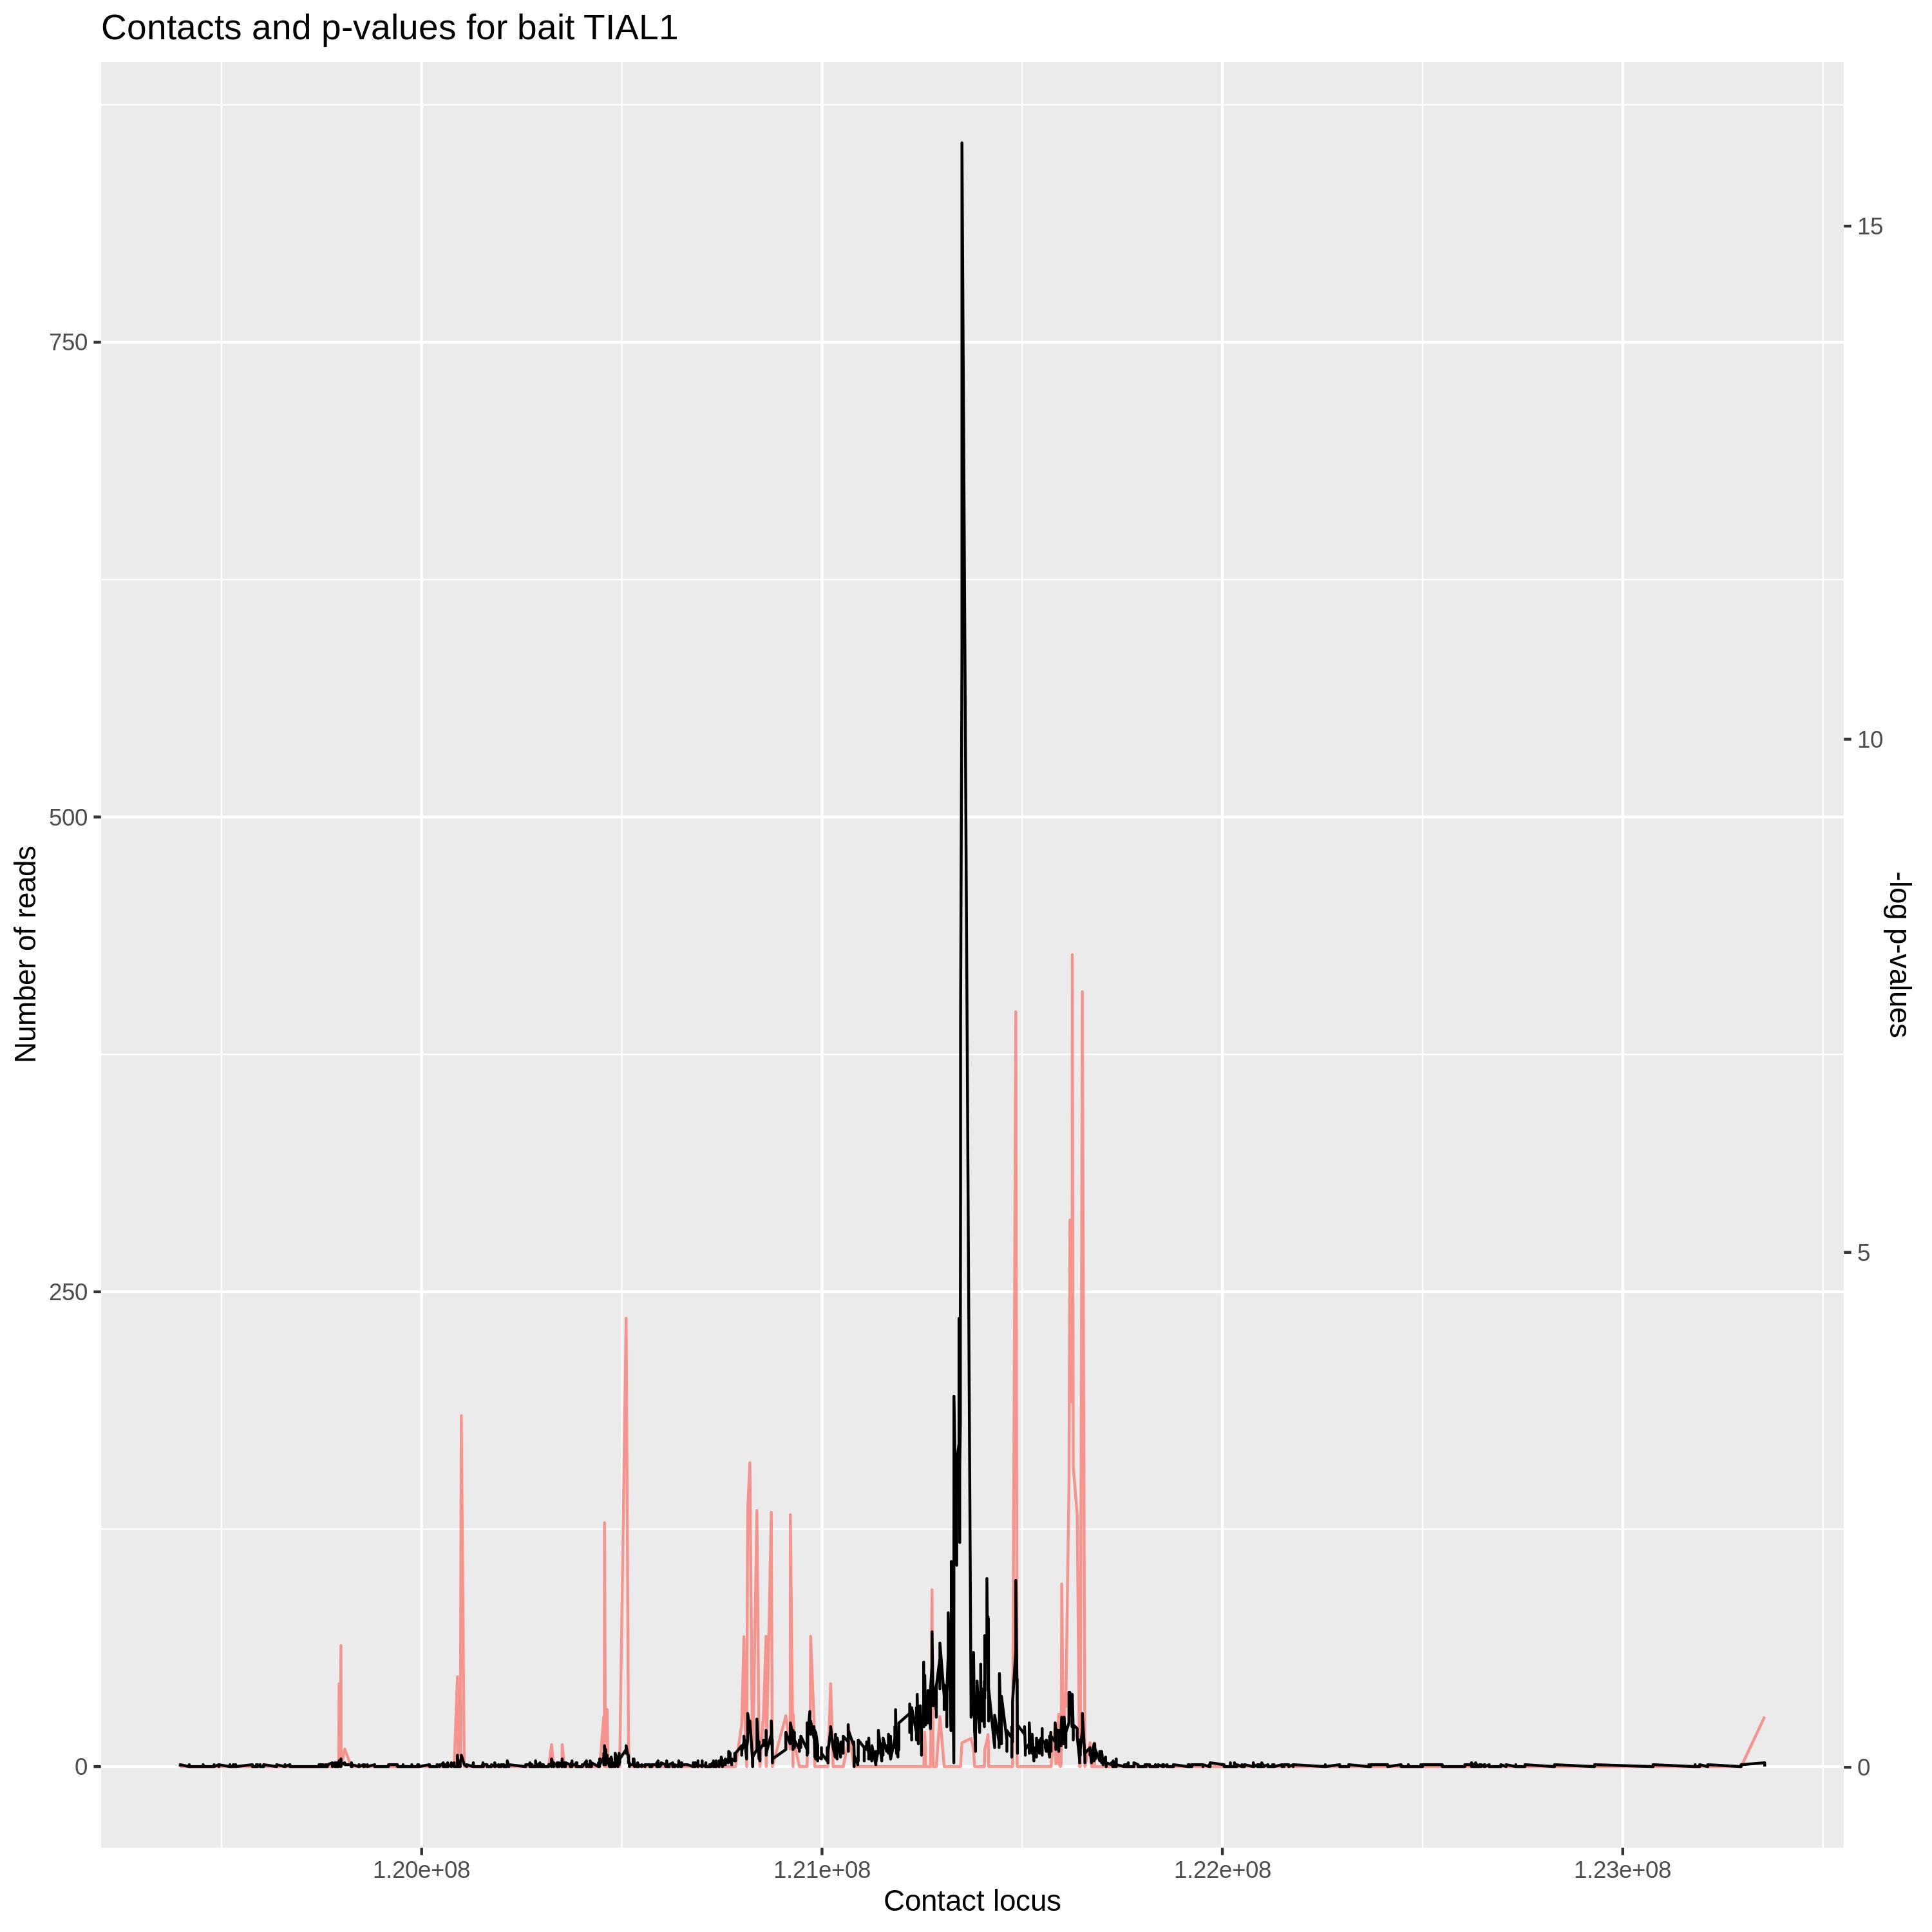 Contacts and p-values for bait TIAL1
750
500
250
0
Number of reads
15
10
5
0
-log p-values
1.20e+08
1.21e+08
1.22e+08
1.23e+08
Contact locus